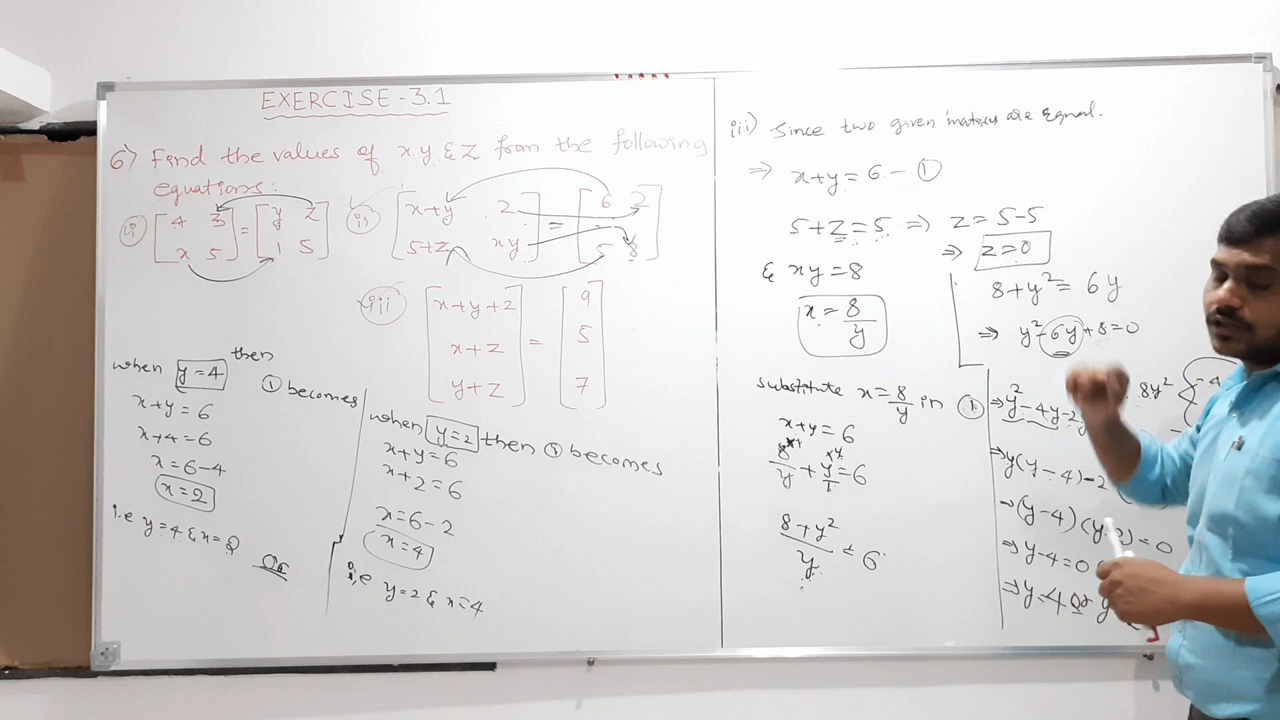 EXERCISE-3.1
6) Find the values of x, y & z from the following
equations:
i) [4 3 x 5] = [y z 1 5]
ii) [x+y 2 5+z xy] = [6 2 5 8]
iii) [x+y+z x+z y+z] = [9 5 7]
when y=4 then
① becomes
x+y=6
x+4=6
x=6-4
x=2
i.e y=4 & x=2 Or
when y=2 then ① becomes
x+y=6
x+2=6
x=6-2
x=4
i.e y=2 & x=4
ii) Since two given matrices are Equal.
⇒ x+y=6-①
5+z=5 ⇒ z=5-5
⇒ z=0
& xy=8
x=8/y
substitute x=8/y in ①
x+y=6
8/y+y/1=6
8+y²/y=6
8+y²=6y
⇒ y²-6y+8=0
8y²
-4
⇒ y²-4y-2
⇒ y(y-4)-2
⇒ (y-4)(y-2)=0
⇒ y-4=0
⇒ y=4 Or y